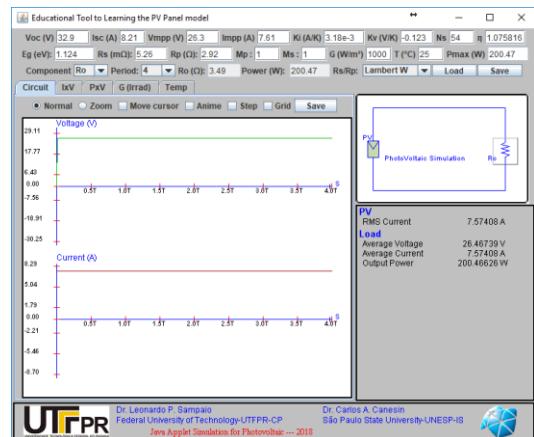 Educational Tool to Learning the PV Panel model
Voc (V) 32.9 Isc (A) 8.21 Vmpp (V) 26.3 Impp (A) 7.61 Ki (A/K) 3.18e-3 Kv (V/K) -0.123 Ns 54 η 1.075816
Eg (eV): 1.124 Rs (mΩ): 5.26 Rp (Ω): 2.92 Mp: 1 Ms: 1 G (W/m²) 1000 T (°C) 25 Pmax (W) 200.47
Component Ro Period: 4 Ro (Ω): 3.49 Power (W): 200.47 Rs/Rp: Lambert W Load Save
Circuit IxV PxV G (Irrad) Temp
Normal Zoom Move cursor Anime Step Grid Save
Voltage (V)
29.11
17.77
6.43
0.00
-7.56
-18.91
-30.25
0.5T 1.0T 1.5T 2.0T 2.5T 3.0T 3.5T 4.0T
S
Current (A)
8.29
5.04
1.79
0.00
-2.21
-5.46
-8.70
0.5T 1.0T 1.5T 2.0T 2.5T 3.0T 3.5T 4.0T
S
PV
PhotoVoltaic Simulation
Ro
PV
RMS Current 7.57408 A
Load
Average Voltage 26.46739 V
Average Current 7.57408 A
Output Power 200.46626 W
UTFPR
Dr. Leonardo P. Sampaio
Federal University of Technology-UTFPR-CP
Dr. Carlos A. Canesin
São Paulo State University-UNESP-IS
Java Applet Simulation for Photovoltaic --- 2018